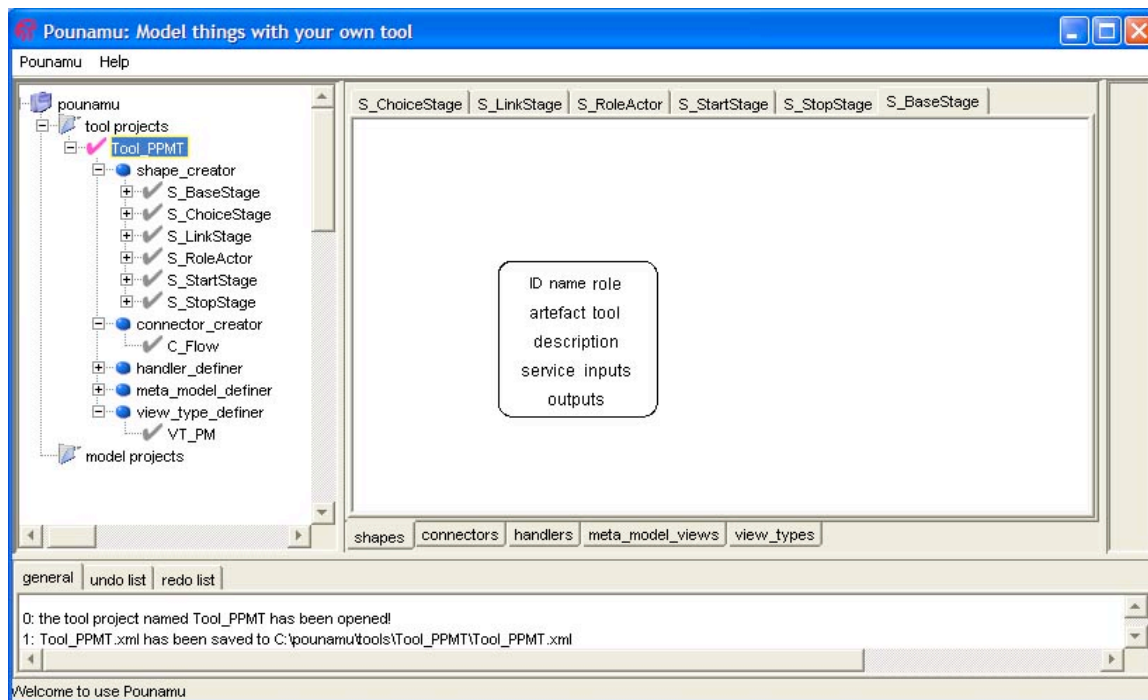 Pounamu: Model things with your own tool
Pounamu Help
pounamu
tool projects
Tool_PPMT
shape_creator
S_BaseStage
S_ChoiceStage
S_LinkStage
S_RoleActor
S_StartStage
S_StopStage
connector_creator
C_Flow
handler_definer
meta_model_definer
view_type_definer
VT_PM
model projects
S_ChoiceStage S_LinkStage S_RoleActor S_StartStage S_StopStage S_BaseStage
ID name role
artefact tool
description
service inputs
outputs
shapes connectors handlers meta_model_views view_types
general undo list redo list
0: the tool project named Tool_PPMT has been opened!
1: Tool_PPMT.xml has been saved to C:\pounamu\tools\Tool_PPMT\Tool_PPMT.xml
Welcome to use Pounamu